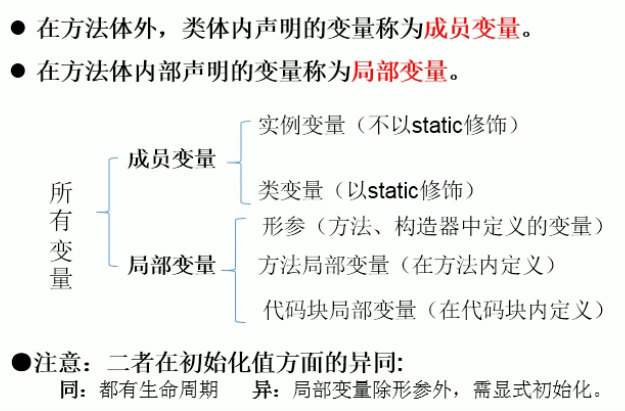 ● 在方法体外，类体内声明的变量称为成员变量。
● 在方法体内部声明的变量称为局部变量。
实例变量（不以static修饰）
成员变量
类变量（以static修饰）
所有变量
形参（方法、构造器中定义的变量）
局部变量
方法局部变量（在方法内定义）
代码块局部变量（在代码块内定义）
●注意：二者在初始化值方面的异同:
同：都有生命周期 异：局部变量除形参外，需显式初始化。